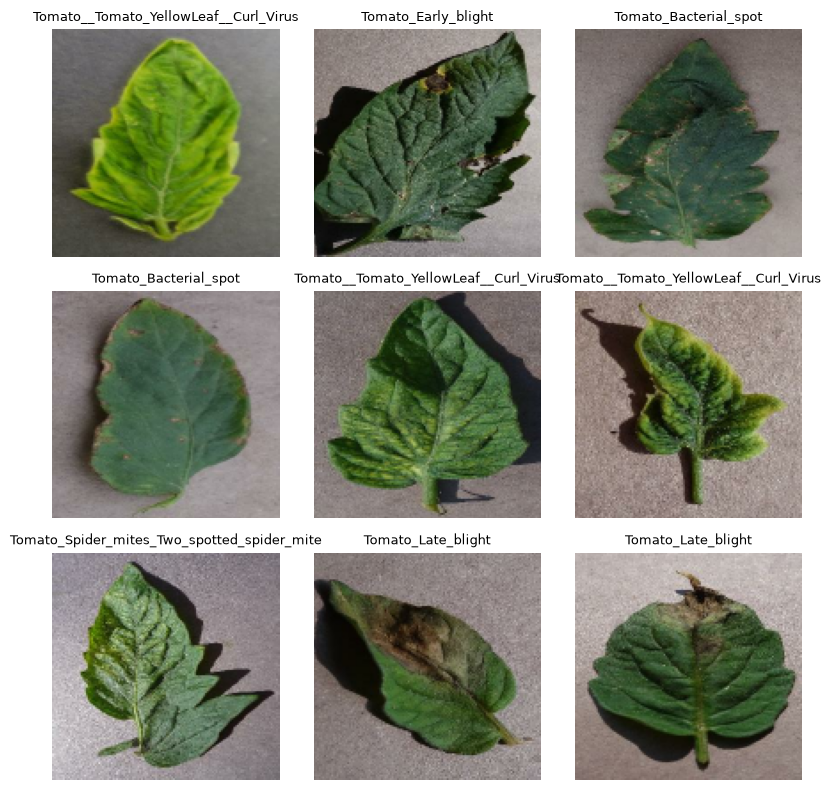 Tomato__Tomato_YellowLeaf__Curl_Virus
Tomato_Early_blight
Tomato_Bacterial_spot
Tomato_Bacterial_spot
Tomato__Tomato_YellowLeaf__Curl_Virus
Tomato__Tomato_YellowLeaf__Curl_Virus
Tomato_Spider_mites_Two_spotted_spider_mite
Tomato_Late_blight
Tomato_Late_blight